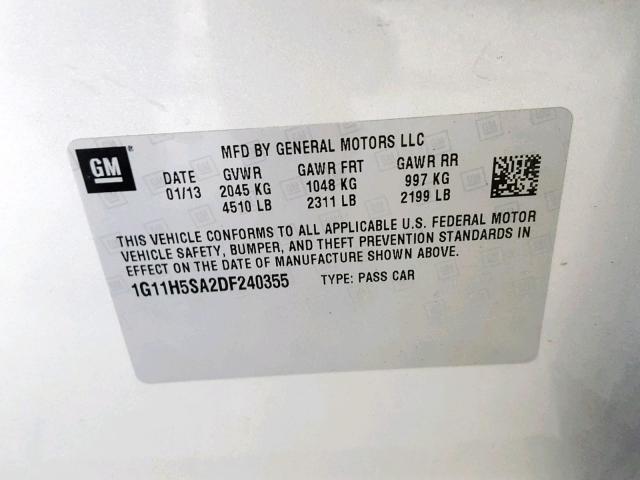 GM
MFD BY GENERAL MOTORS LLC
DATE GVWR GAWR FRT GAWR RR
01/13 2045 KG 1048 KG 997 KG
4510 LB 2311 LB 2199 LB
THIS VEHICLE CONFORMS TO ALL APPLICABLE U.S. FEDERAL MOTOR
VEHICLE SAFETY, BUMPER, AND THEFT PREVENTION STANDARDS IN
EFFECT ON THE DATE OF MANUFACTURE SHOWN ABOVE.
1G11H5SA2DF240355 TYPE: PASS CAR